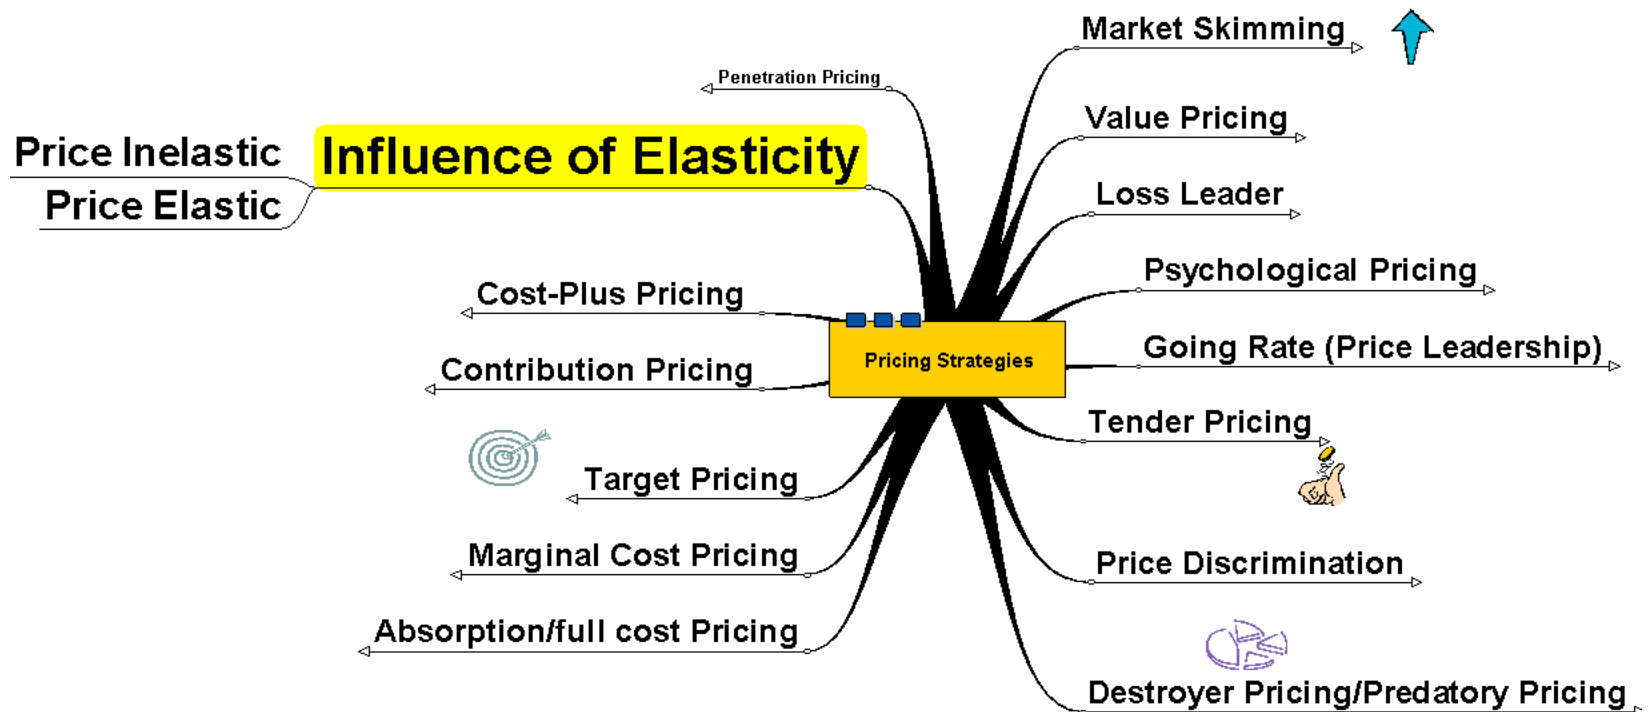 Market Skimming
Penetration Pricing
Value Pricing
Influence of Elasticity
Price Inelastic
Price Elastic
Loss Leader
Psychological Pricing
Cost-Plus Pricing
Pricing Strategies
Going Rate (Price Leadership)
Contribution Pricing
Tender Pricing
Target Pricing
Marginal Cost Pricing
Price Discrimination
Absorption/full cost Pricing
Destroyer Pricing/Predatory Pricing